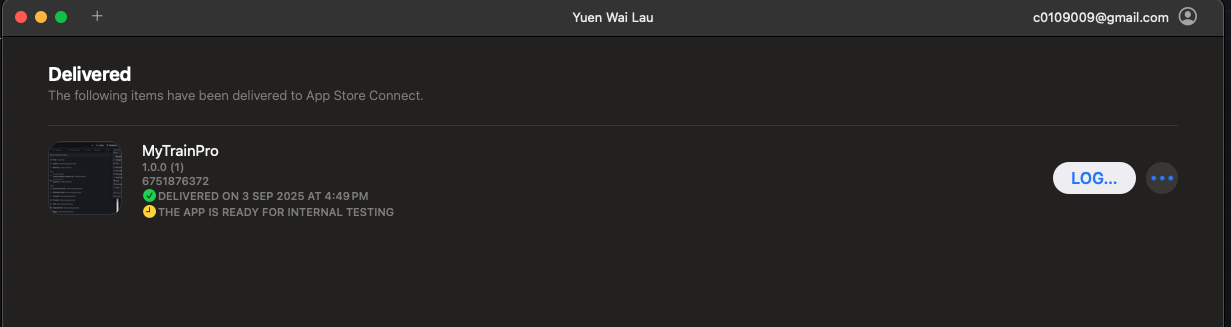 Yuen Wai Lau
c0109009@gmail.com
Delivered
The following items have been delivered to App Store Connect.
MyTrainPro
1.0.0 (1)
6751876372
DELIVERED ON 3 SEP 2025 AT 4:49 PM
THE APP IS READY FOR INTERNAL TESTING
LOG...